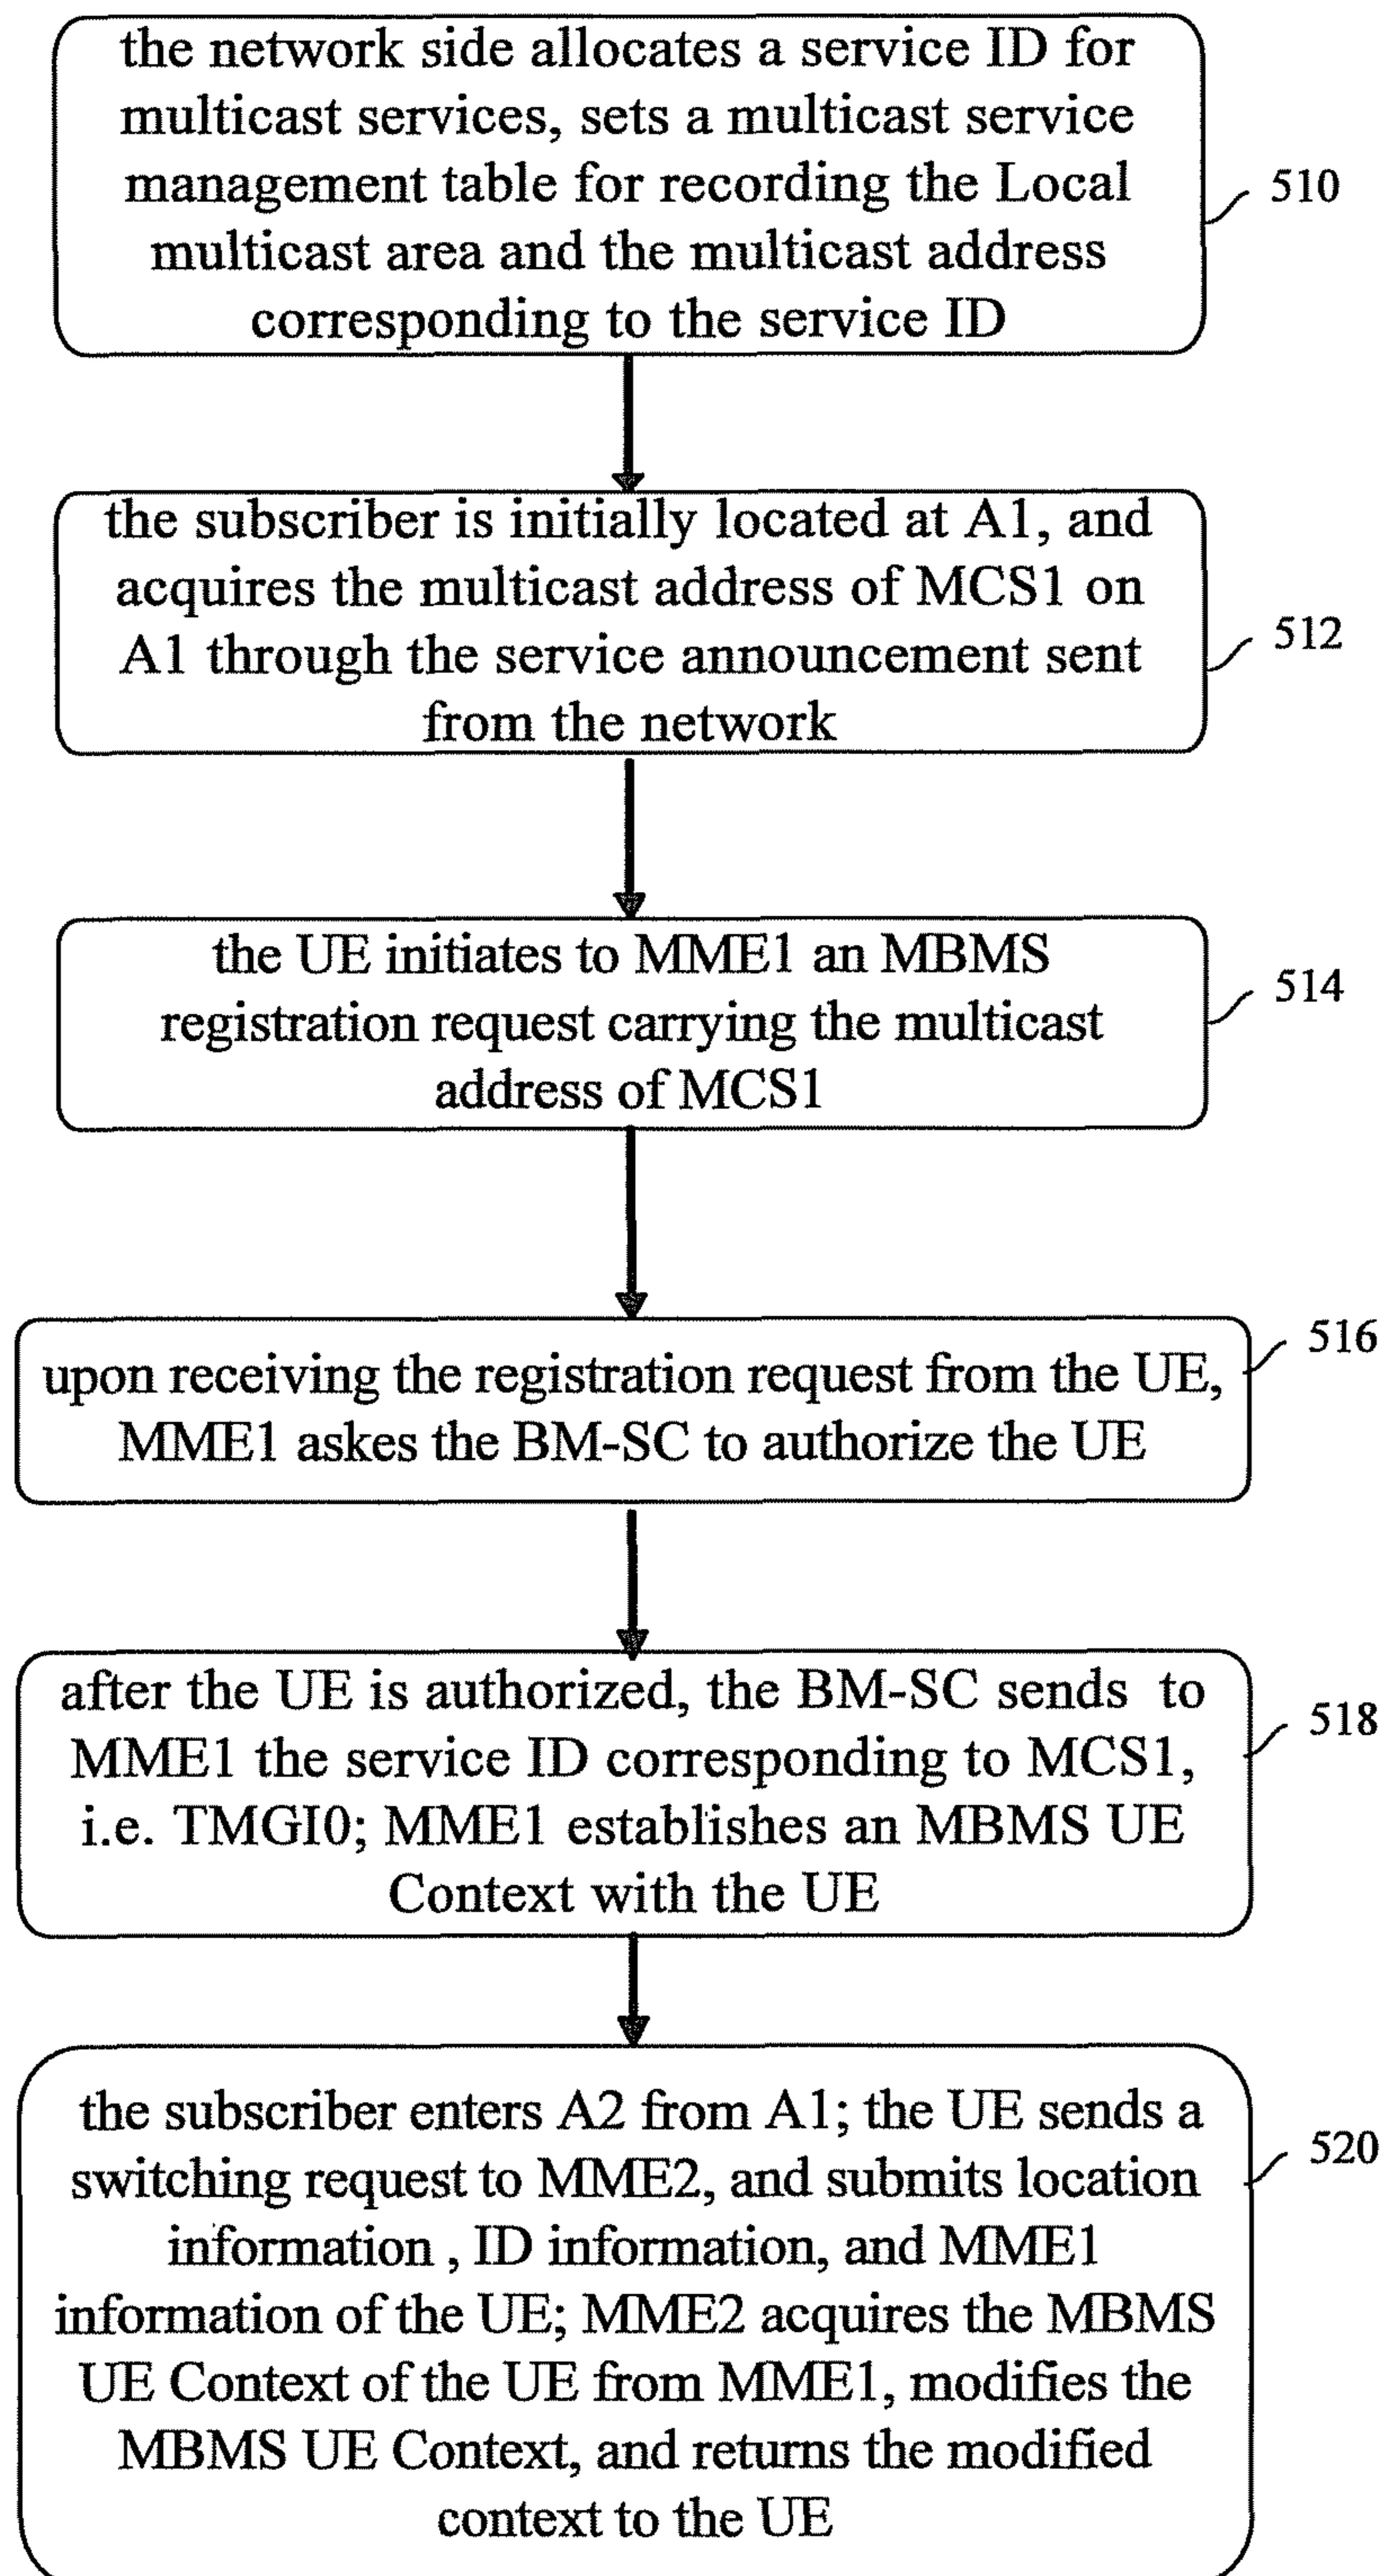 the network side allocates a service ID for
multicast services, sets a multicast service
management table for recording the Local
multicast area and the multicast address
corresponding to the service ID
510
the subscriber is initially located at A1, and
acquires the multicast address of MCS1 on
A1 through the service announcement sent
from the network
512
the UE initiates to MME1 an MBMS
registration request carrying the multicast
address of MCS1
514
upon receiving the registration request from the UE,
MME1 askes the BM-SC to authorize the UE
516
after the UE is authorized, the BM-SC sends to
MME1 the service ID corresponding to MCS1,
i.e. TMGI0; MME1 establishes an MBMS UE
Context with the UE
518
the subscriber enters A2 from A1; the UE sends a
switching request to MME2, and submits location
information , ID information, and MME1
information of the UE; MME2 acquires the MBMS
UE Context of the UE from MME1, modifies the
MBMS UE Context, and returns the modified
context to the UE
520